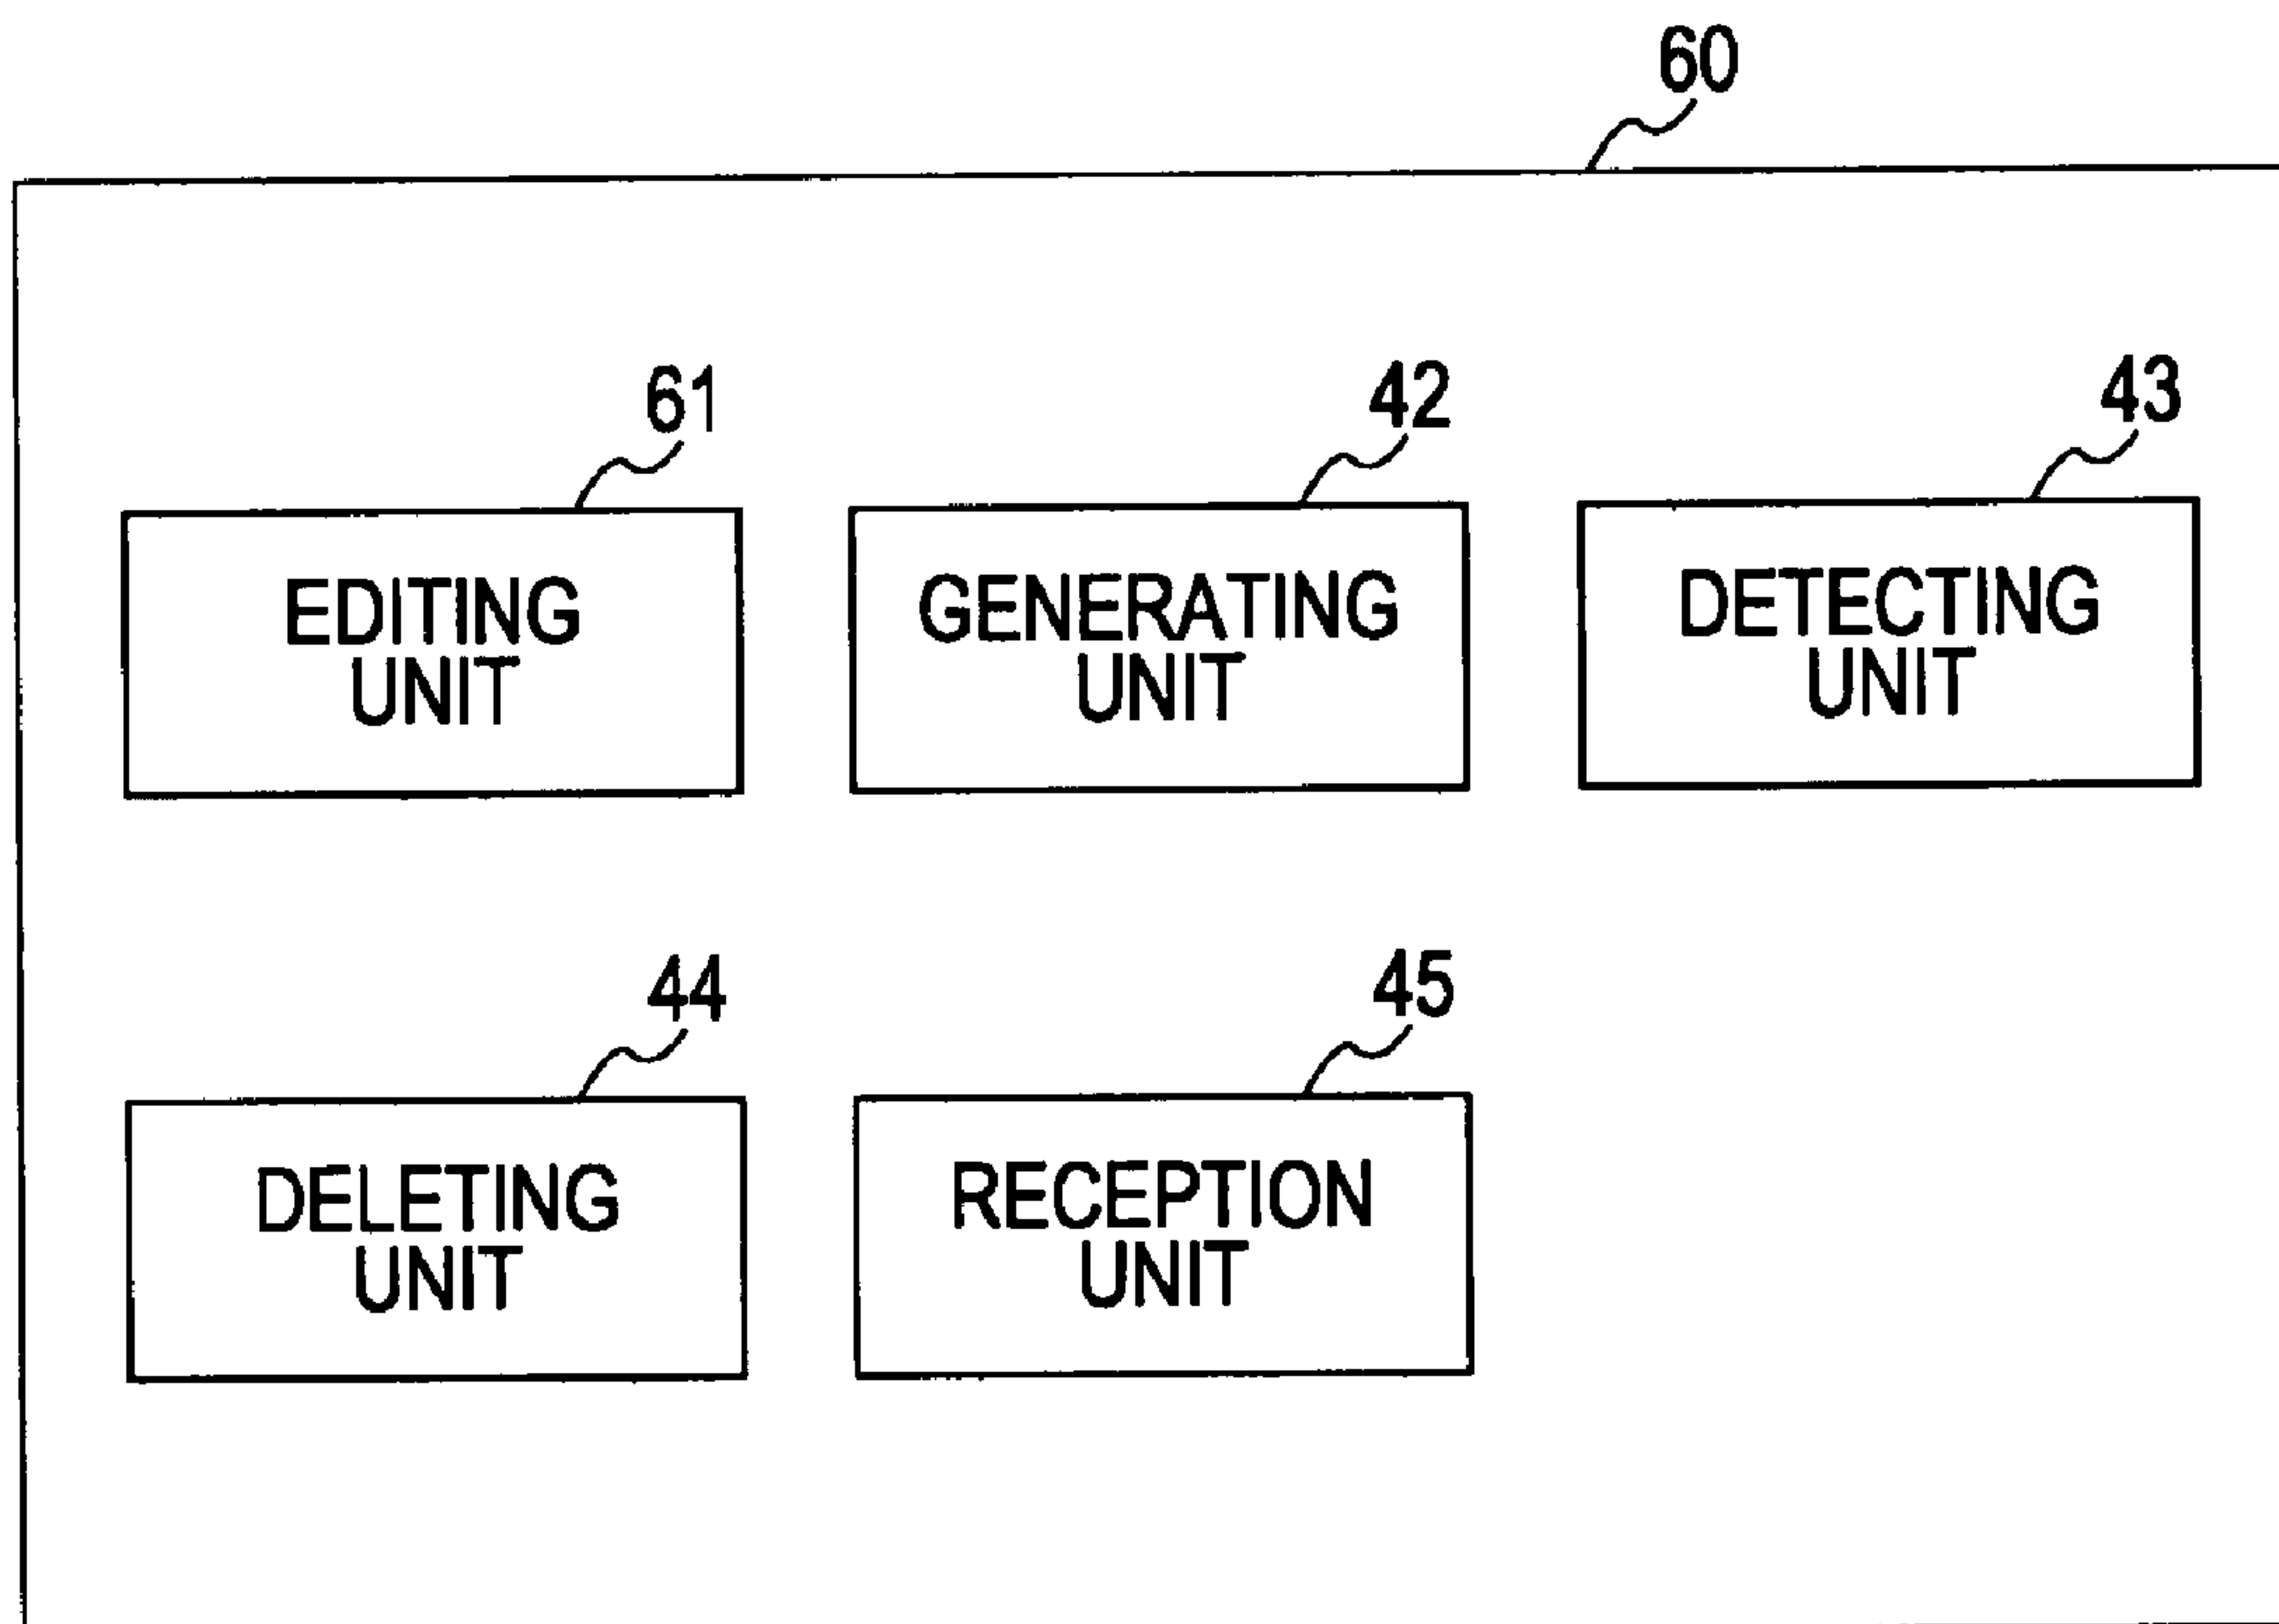 60
61
42
43
EDITING
UNIT
GENERATING
UNIT
DETECTING
UNIT
44
45
DELETING
UNIT
RECEPTION
UNIT